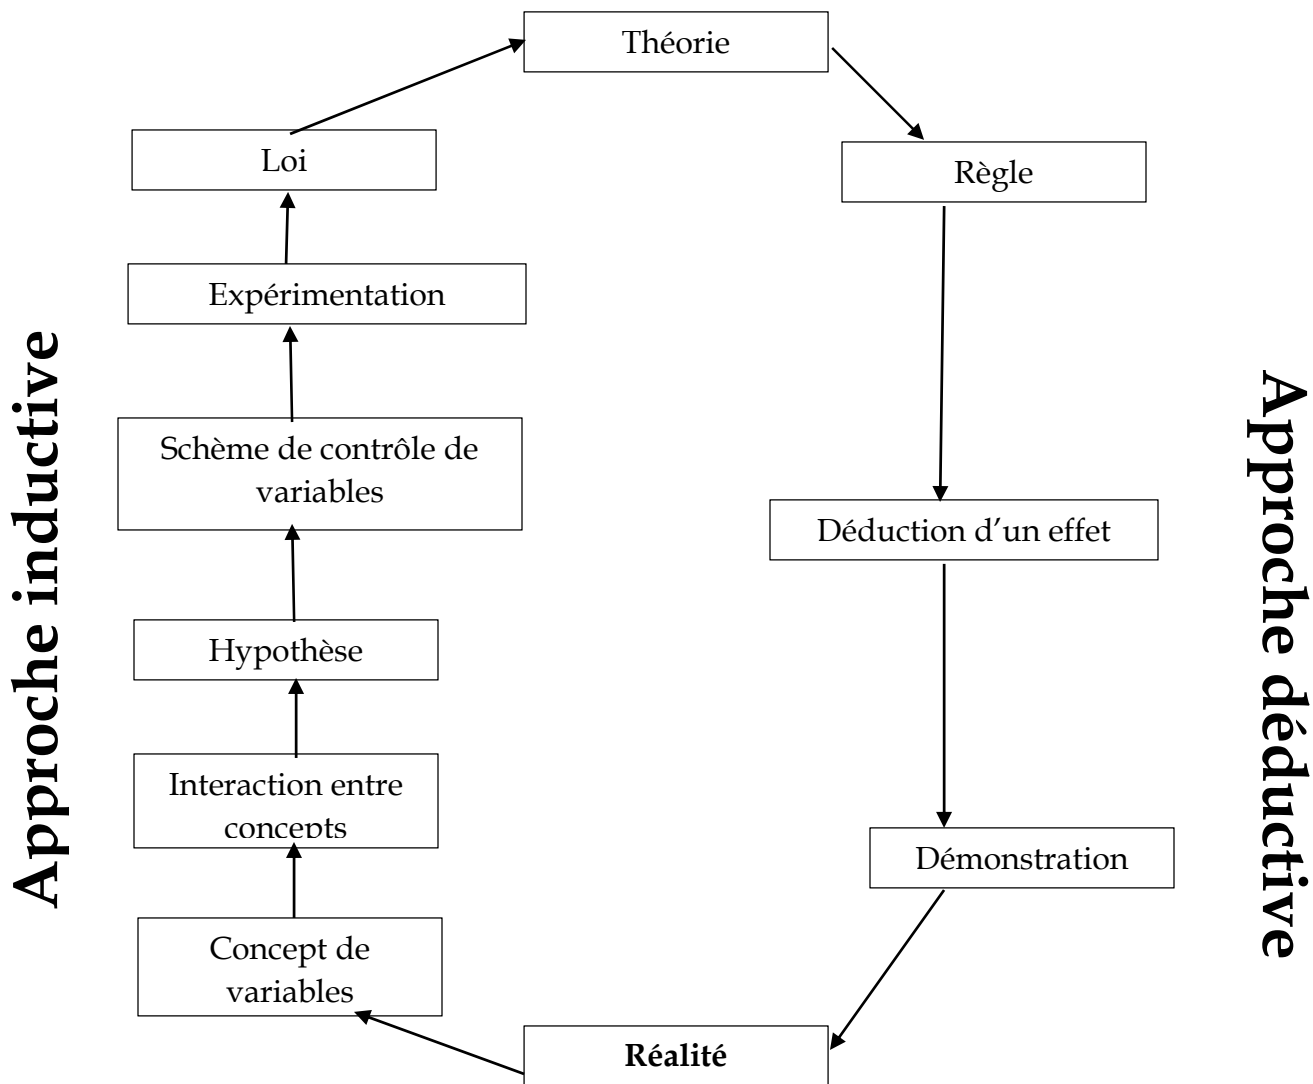 Théorie
Loi
Règle
Expérimentation
Schème de contrôle de
variables
Déduction d’un effet
Hypothèse
Interaction entre
concepts
Démonstration
Concept de
variables
Réalité
Approche inductive
Approche déductive